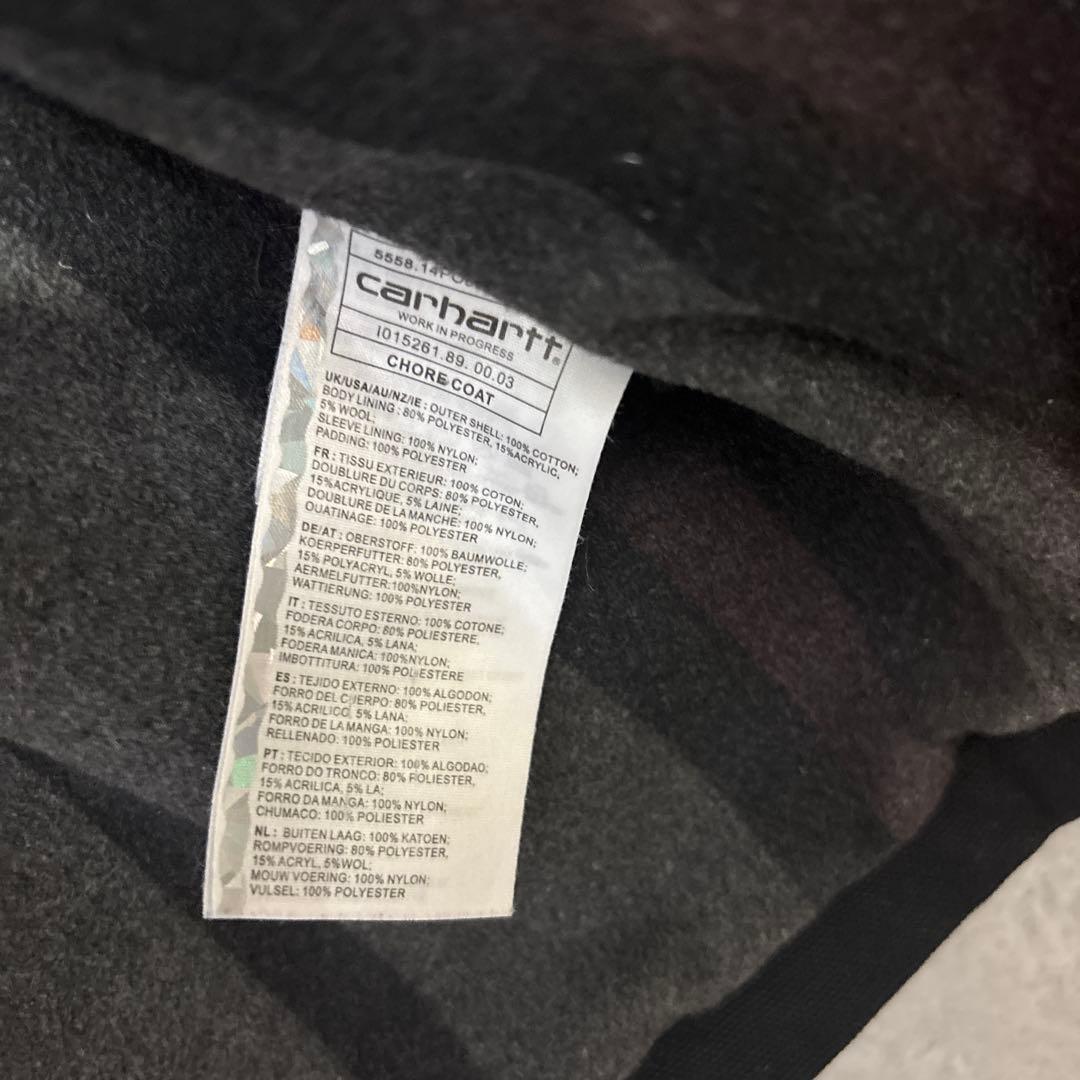 5558.14PO
carhartt
WORK IN PROGRESS
I015261.89. 00.03
CHORE COAT
UK/USA/AU/NZ/IE : OUTER SHELL: 100% COTTON;
BODY LINING : 80% POLYESTER, 15%ACRYLIC,
5% WOOL;
SLEEVE LINING: 100% NYLON;
PADDING: 100% POLYESTER
FR : TISSU EXTERIEUR: 100% COTON;
DOUBLURE DU CORPS: 80% POLYESTER,
15%ACRYLIQUE, 5% LAINE;
DOUBLURE DE LA MANCHE: 100% NYLON;
OUATINAGE: 100% POLYESTER
DE/AT : OBERSTOFF: 100% BAUMWOLLE;
KOERPERFUTTER: 80% POLYESTER,
15% POLYACRYL, 5% WOLLE;
AERMELFUTTER:100%NYLON;
WATTIERUNG: 100% POLYESTER
IT : TESSUTO ESTERNO: 100% COTONE;
FODERA CORPO: 80% POLIESTERE,
15% ACRILICA, 5% LANA;
FODERA MANICA: 100%NYLON;
IMBOTTITURA: 100% POLIESTERE
ES : TEJIDO EXTERNO: 100% ALGODON;
FORRO DEL CUERPO: 80% POLIESTER,
15% ACRILICO, 5% LANA;
FORRO DE LA MANGA: 100% NYLON;
RELLENADO: 100% POLIESTER
PT : TECIDO EXTERIOR: 100% ALGODAO;
FORRO DO TRONCO: 80% POLIESTER,
15% ACRILICA, 5% LA;
FORRO DA MANGA: 100% NYLON;
CHUMACO: 100% POLIESTER
NL : BUITEN LAAG: 100% KATOEN;
ROMPVOERING: 80% POLYESTER,
15% ACRYL, 5%WOL;
MOUW VOERING: 100% NYLON;
VULSEL: 100% POLYESTER